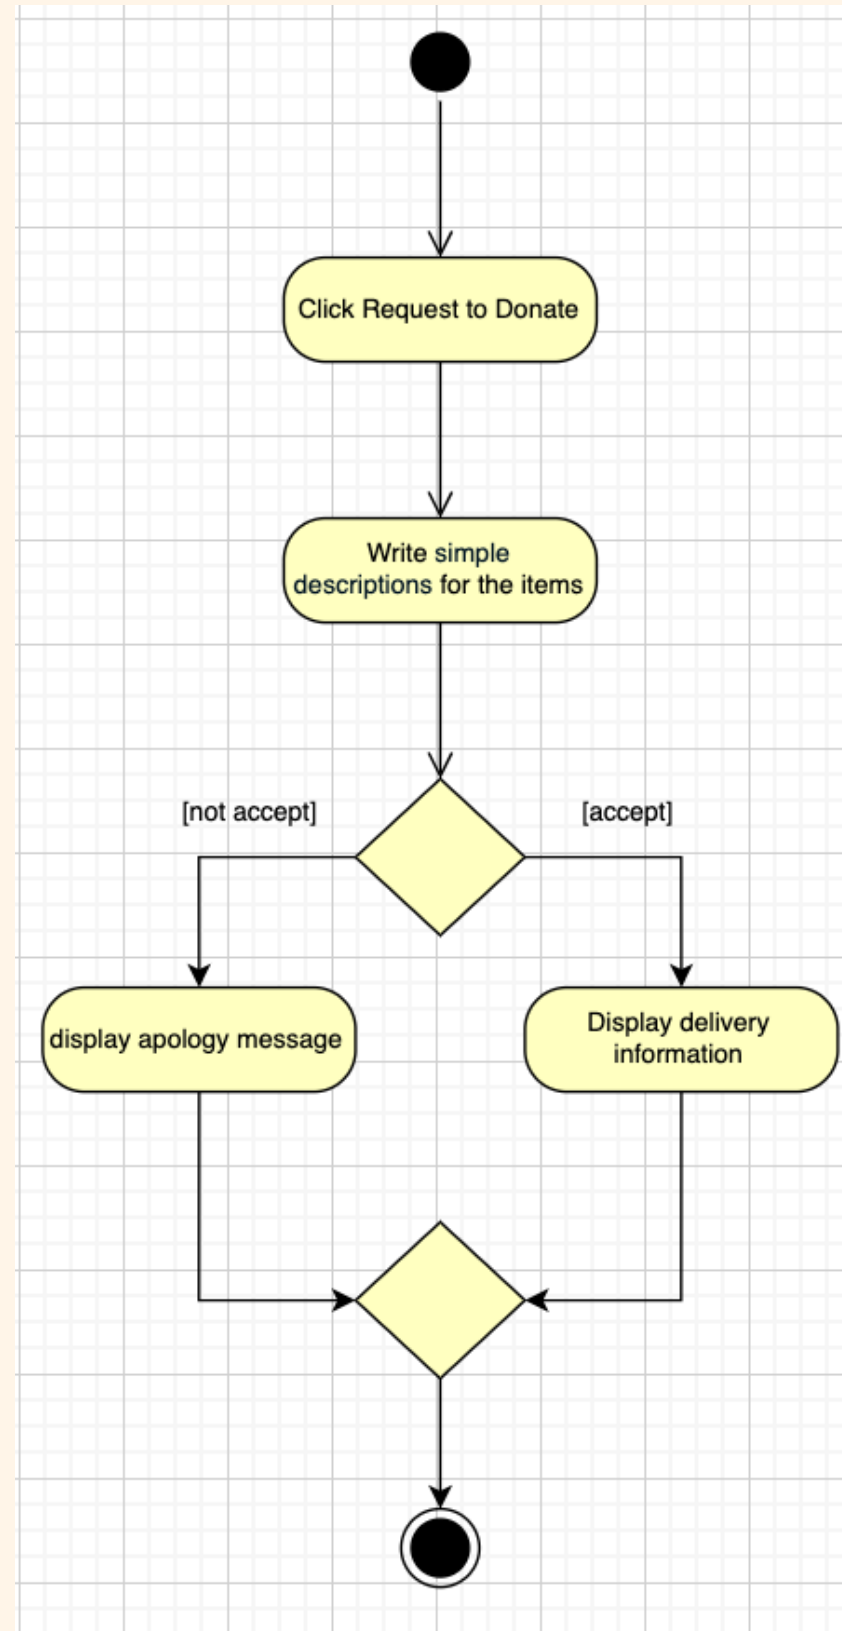 Click Request to Donate
Write simple
descriptions for the items
[not accept]
[accept]
display apology message
Display delivery
information